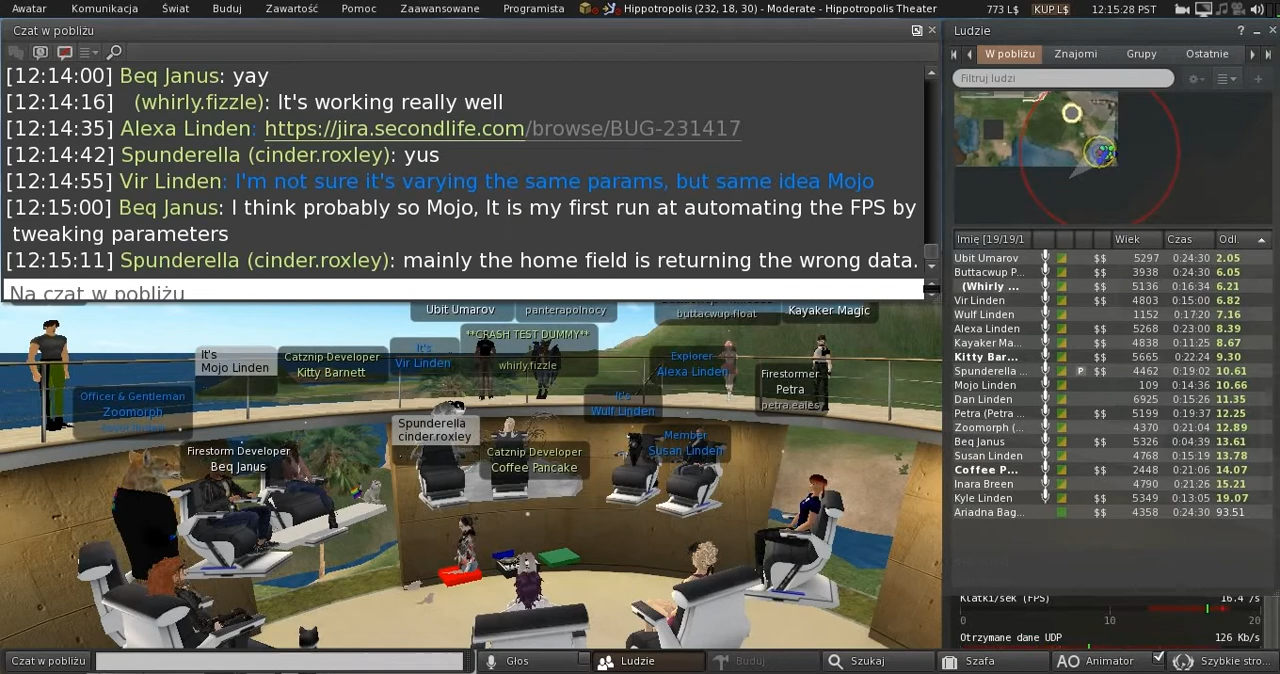 Awatar Komunikacja Świat Buduj Zawartość Pomoc Zaawansowane Programista Hippotropolis (232, 18, 30) - Moderate - Hippotropolis Theater 773 L$ KUP L$ 12:15:28 PST
Czat w pobliżu
[12:14:00] Beq Janus: yay
[12:14:16] (whirly.fizzle): It's working really well
[12:14:35] Alexa Linden: https://jira.secondlife.com/browse/BUG-231417
[12:14:42] Spunderella (cinder.roxley): yus
[12:14:55] Vir Linden: I'm not sure it's varying the same params, but same idea Mojo
[12:15:00] Beq Janus: I think probably so Mojo, It is my first run at automating the FPS by
tweaking parameters
[12:15:11] Spunderella (cinder.roxley): mainly the home field is returning the wrong data.
Na czat w pobliżu
Ubit Umarov
panterapolnocy
buttacwup.float
Kayaker Magic
**CRASH TEST DUMMY**
whirly.fizzle
It's
Mojo Linden
Catznip Developer
Kitty Barnett
It's
Vir Linden
Explorer
Alexa Linden
Firestormer
Petra
petra.eales
Officer & Gentleman
Zoomorph
It's
Wulf Linden
Spunderella
cinder.roxley
Member
Susan Linden
Firestorm Developer
Beq Janus
Catznip Developer
Coffee Pancake
Ludzie
W pobliżu Znajomi Grupy Ostatnie
Filtruj ludzi
Imię [19/19/1 Wiek Czas Odl.
Ubit Umarov $$ 5297 0:24:30 2.05
Buttacwup P... $$ 3938 0:24:30 6.05
(Whirly ... $$ 5136 0:16:34 6.21
Vir Linden $$ 4803 0:15:00 6.82
Wulf Linden 1152 0:17:20 7.16
Alexa Linden $$ 5268 0:23:00 8.39
Kayaker Ma... $$ 4838 0:11:25 8.67
Kitty Bar... $$ 5665 0:22:24 9.30
Spunderella ... P $$ 4462 0:19:02 10.61
Mojo Linden 109 0:14:36 10.66
Dan Linden 6925 0:15:26 11.35
Petra (Petra ... $$ 5199 0:19:37 12.25
Zoomorph (... 4370 0:21:04 12.89
Beq Janus $$ 5326 0:04:39 13.61
Susan Linden 4768 0:15:19 13.78
Coffee P... $$ 2448 0:21:06 14.07
Inara Breen 4790 0:21:26 15.21
Kyle Linden $$ 5349 0:13:05 19.07
Ariadna Bag... $$ 4358 0:24:30 93.51
Klatki/sek (FPS) 16.4 /s
0 10 20
Otrzymane dane UDP 126 Kb/s
Czat w pobliżu Głos Ludzie Buduj Szukaj Szafa AO Animator Szybkie stro...